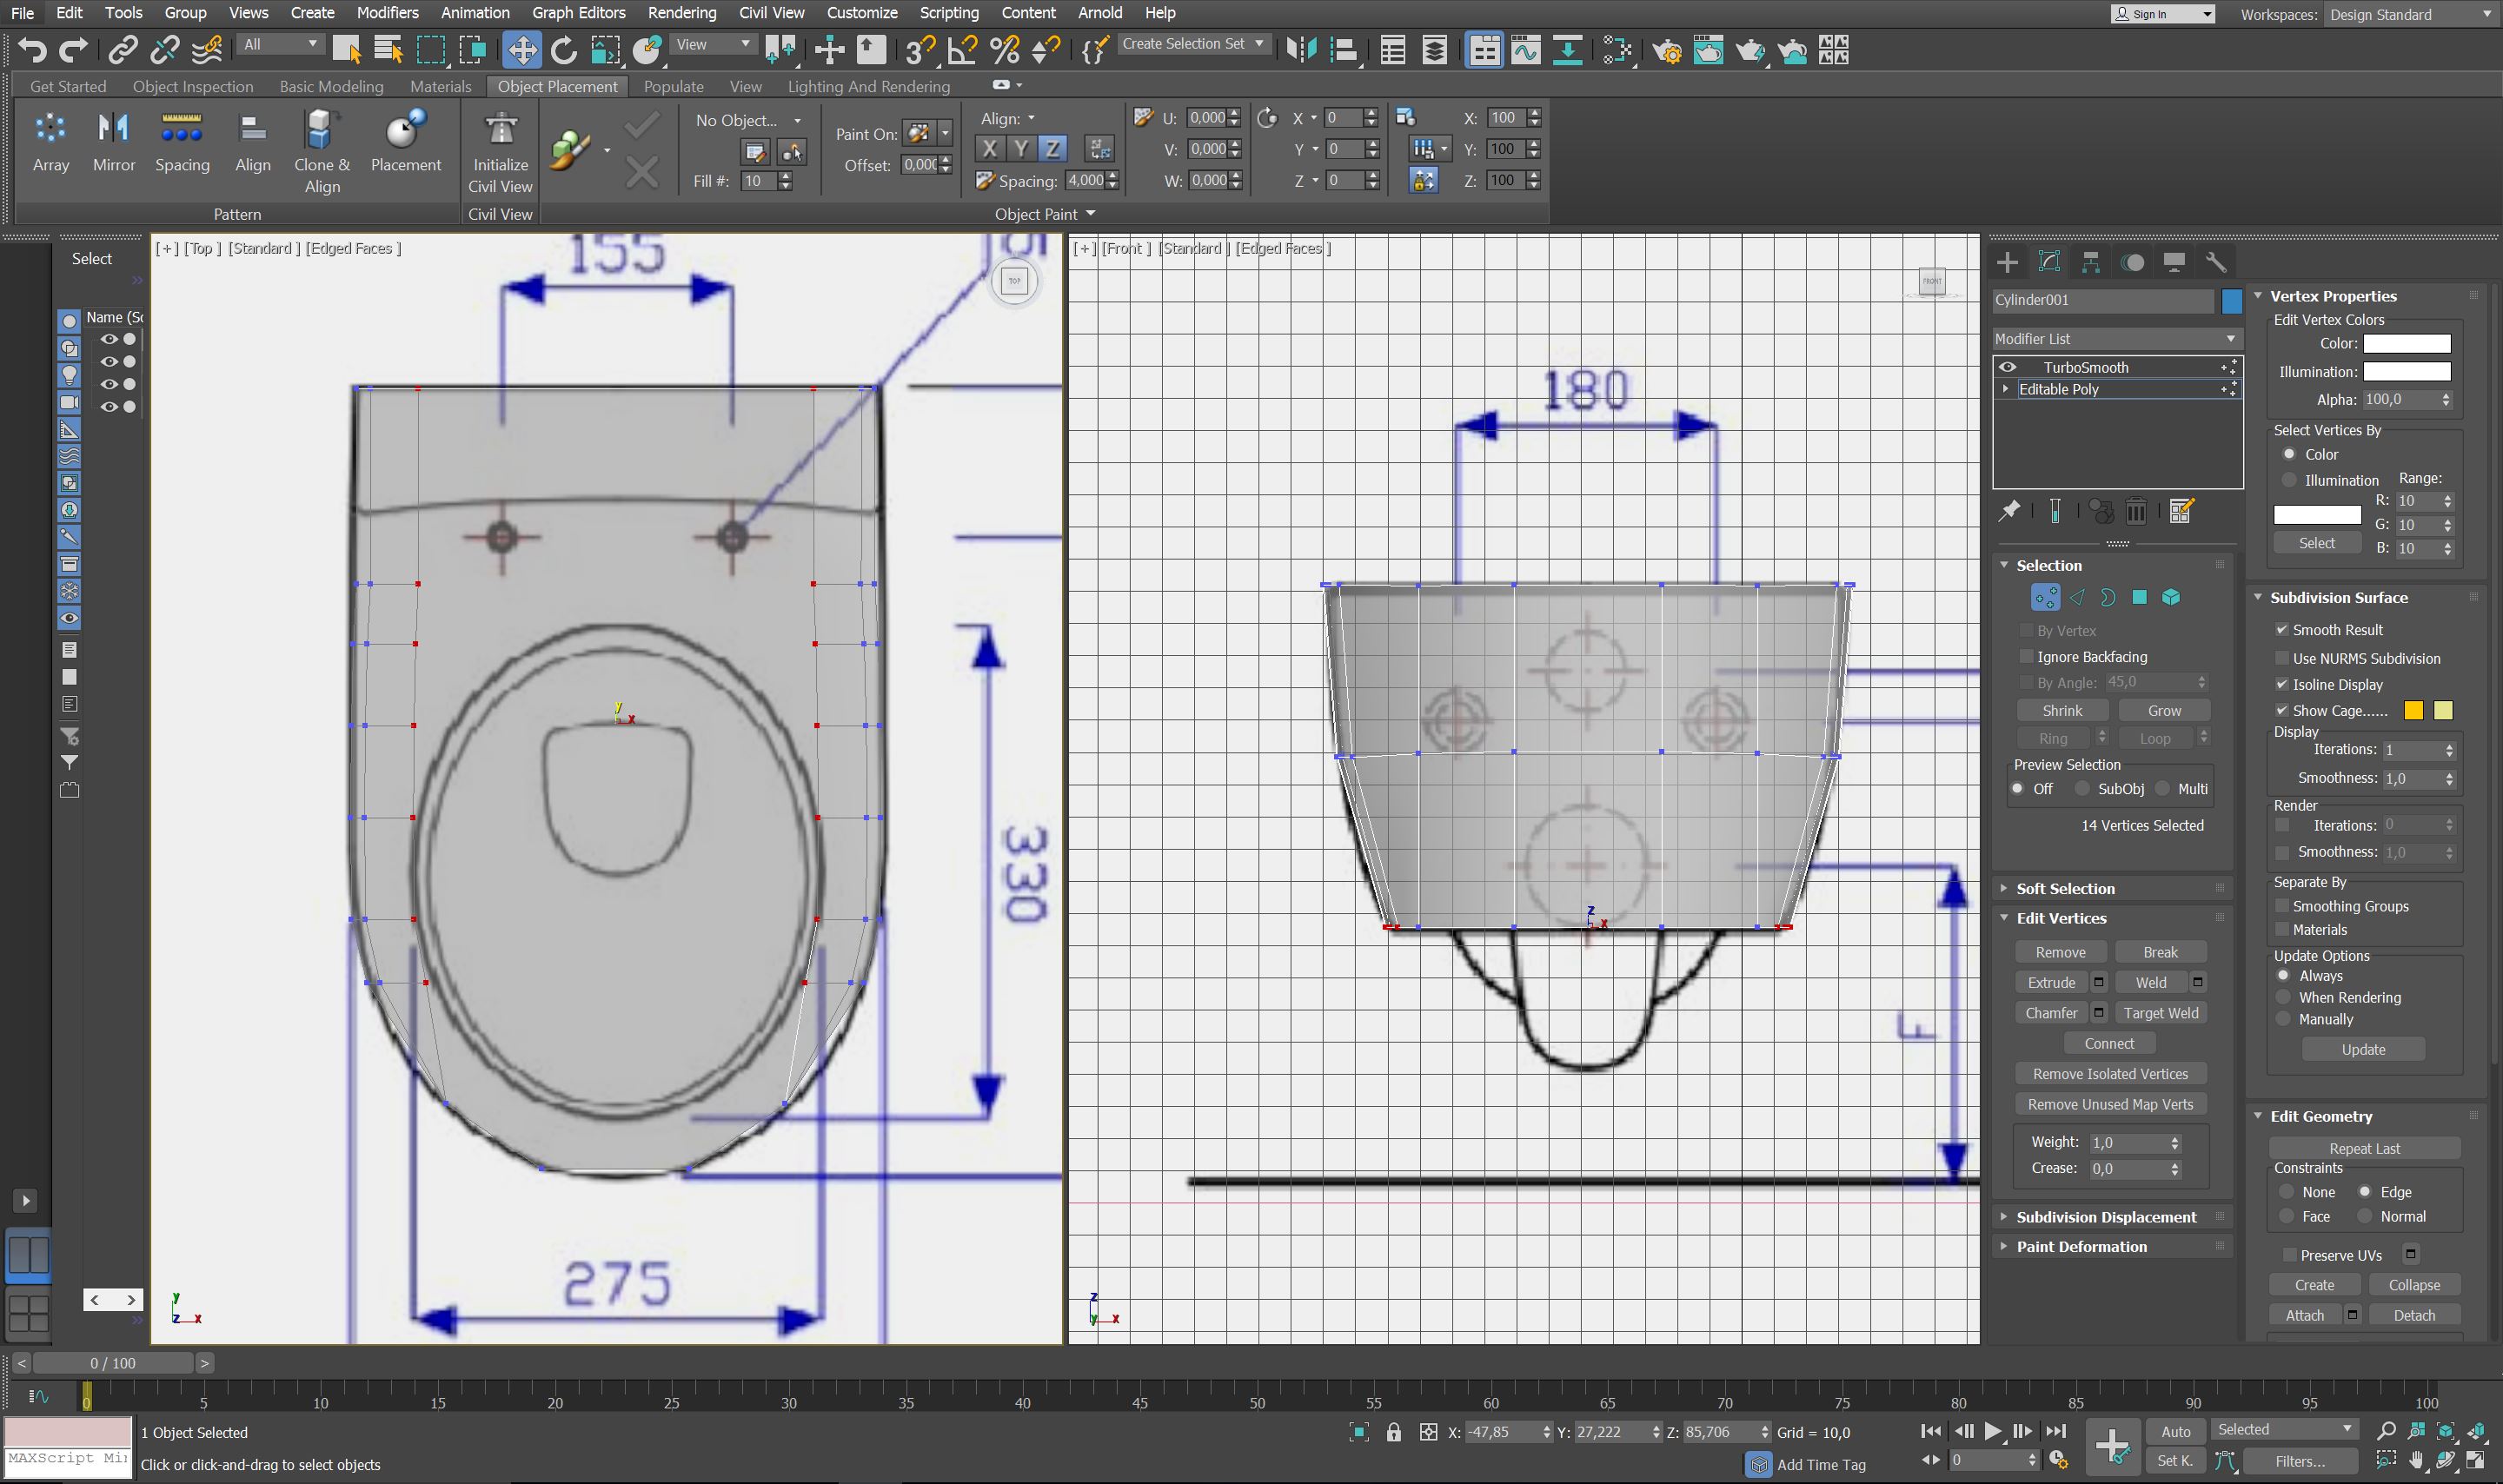 File Edit Tools Group Views Create Modifiers Animation Graph Editors Rendering Civil View Customize Scripting Content Arnold Help
Sign In Workspaces: Design Standard
All View Create Selection Set
Get Started Object Inspection Basic Modeling Materials Object Placement Populate View Lighting And Rendering
Array Mirror Spacing Align Clone & Align Placement
Pattern
Initialize Civil View
Civil View
No Object...
Fill #: 10
Paint On:
Offset: 0,000
Align:
X Y Z
Spacing: 4,000
U: 0,000 X 0 X: 100
V: 0,000 Y 0 Y: 100
W: 0,000 Z 0 Z: 100
Object Paint
Select
Name (Sc
[+] [Top ] [Standard ] [Edged Faces ]
155
TOP
y
x
330
275
y
z x
[+] [Front ] [Standard ] [Edged Faces ]
FRONT
180
z
x
F
z
y x
Cylinder001
Modifier List
TurboSmooth
Editable Poly
Selection
By Vertex
Ignore Backfacing
By Angle: 45,0
Shrink Grow
Ring Loop
Preview Selection
Off SubObj Multi
14 Vertices Selected
Soft Selection
Edit Vertices
Remove Break
Extrude Weld
Chamfer Target Weld
Connect
Remove Isolated Vertices
Remove Unused Map Verts
Weight: 1,0
Crease: 0,0
Subdivision Displacement
Paint Deformation
Vertex Properties
Edit Vertex Colors
Color:
Illumination:
Alpha: 100,0
Select Vertices By
Color
Illumination Range:
R: 10
G: 10
Select B: 10
Subdivision Surface
Smooth Result
Use NURMS Subdivision
Isoline Display
Show Cage......
Display
Iterations: 1
Smoothness: 1,0
Render
Iterations: 0
Smoothness: 1,0
Separate By
Smoothing Groups
Materials
Update Options
Always
When Rendering
Manually
Update
Edit Geometry
Repeat Last
Constraints
None Edge
Face Normal
Preserve UVs
Create Collapse
Attach Detach
< 0 / 100 >
0 5 10 15 20 25 30 35 40 45 50 55 60 65 70 75 80 85 90 95 100
MAXScript Mi
1 Object Selected
Click or click-and-drag to select objects
X: -47,85 Y: 27,222 Z: 85,706 Grid = 10,0
Add Time Tag
0
Auto Selected
Set K. Filters...